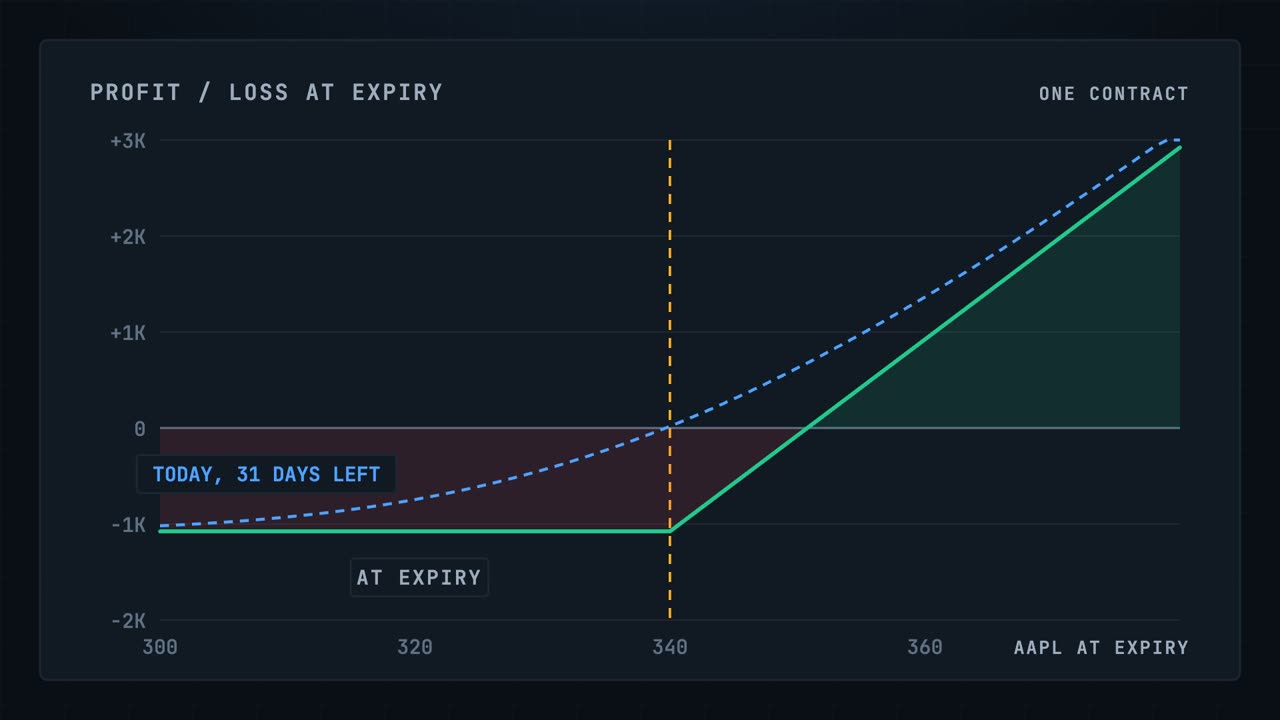 PROFIT / LOSS AT EXPIRY
ONE CONTRACT
+3K
+2K
+1K
0
TODAY, 31 DAYS LEFT
-1K
AT EXPIRY
-2K
300 320 340 360 AAPL AT EXPIRY